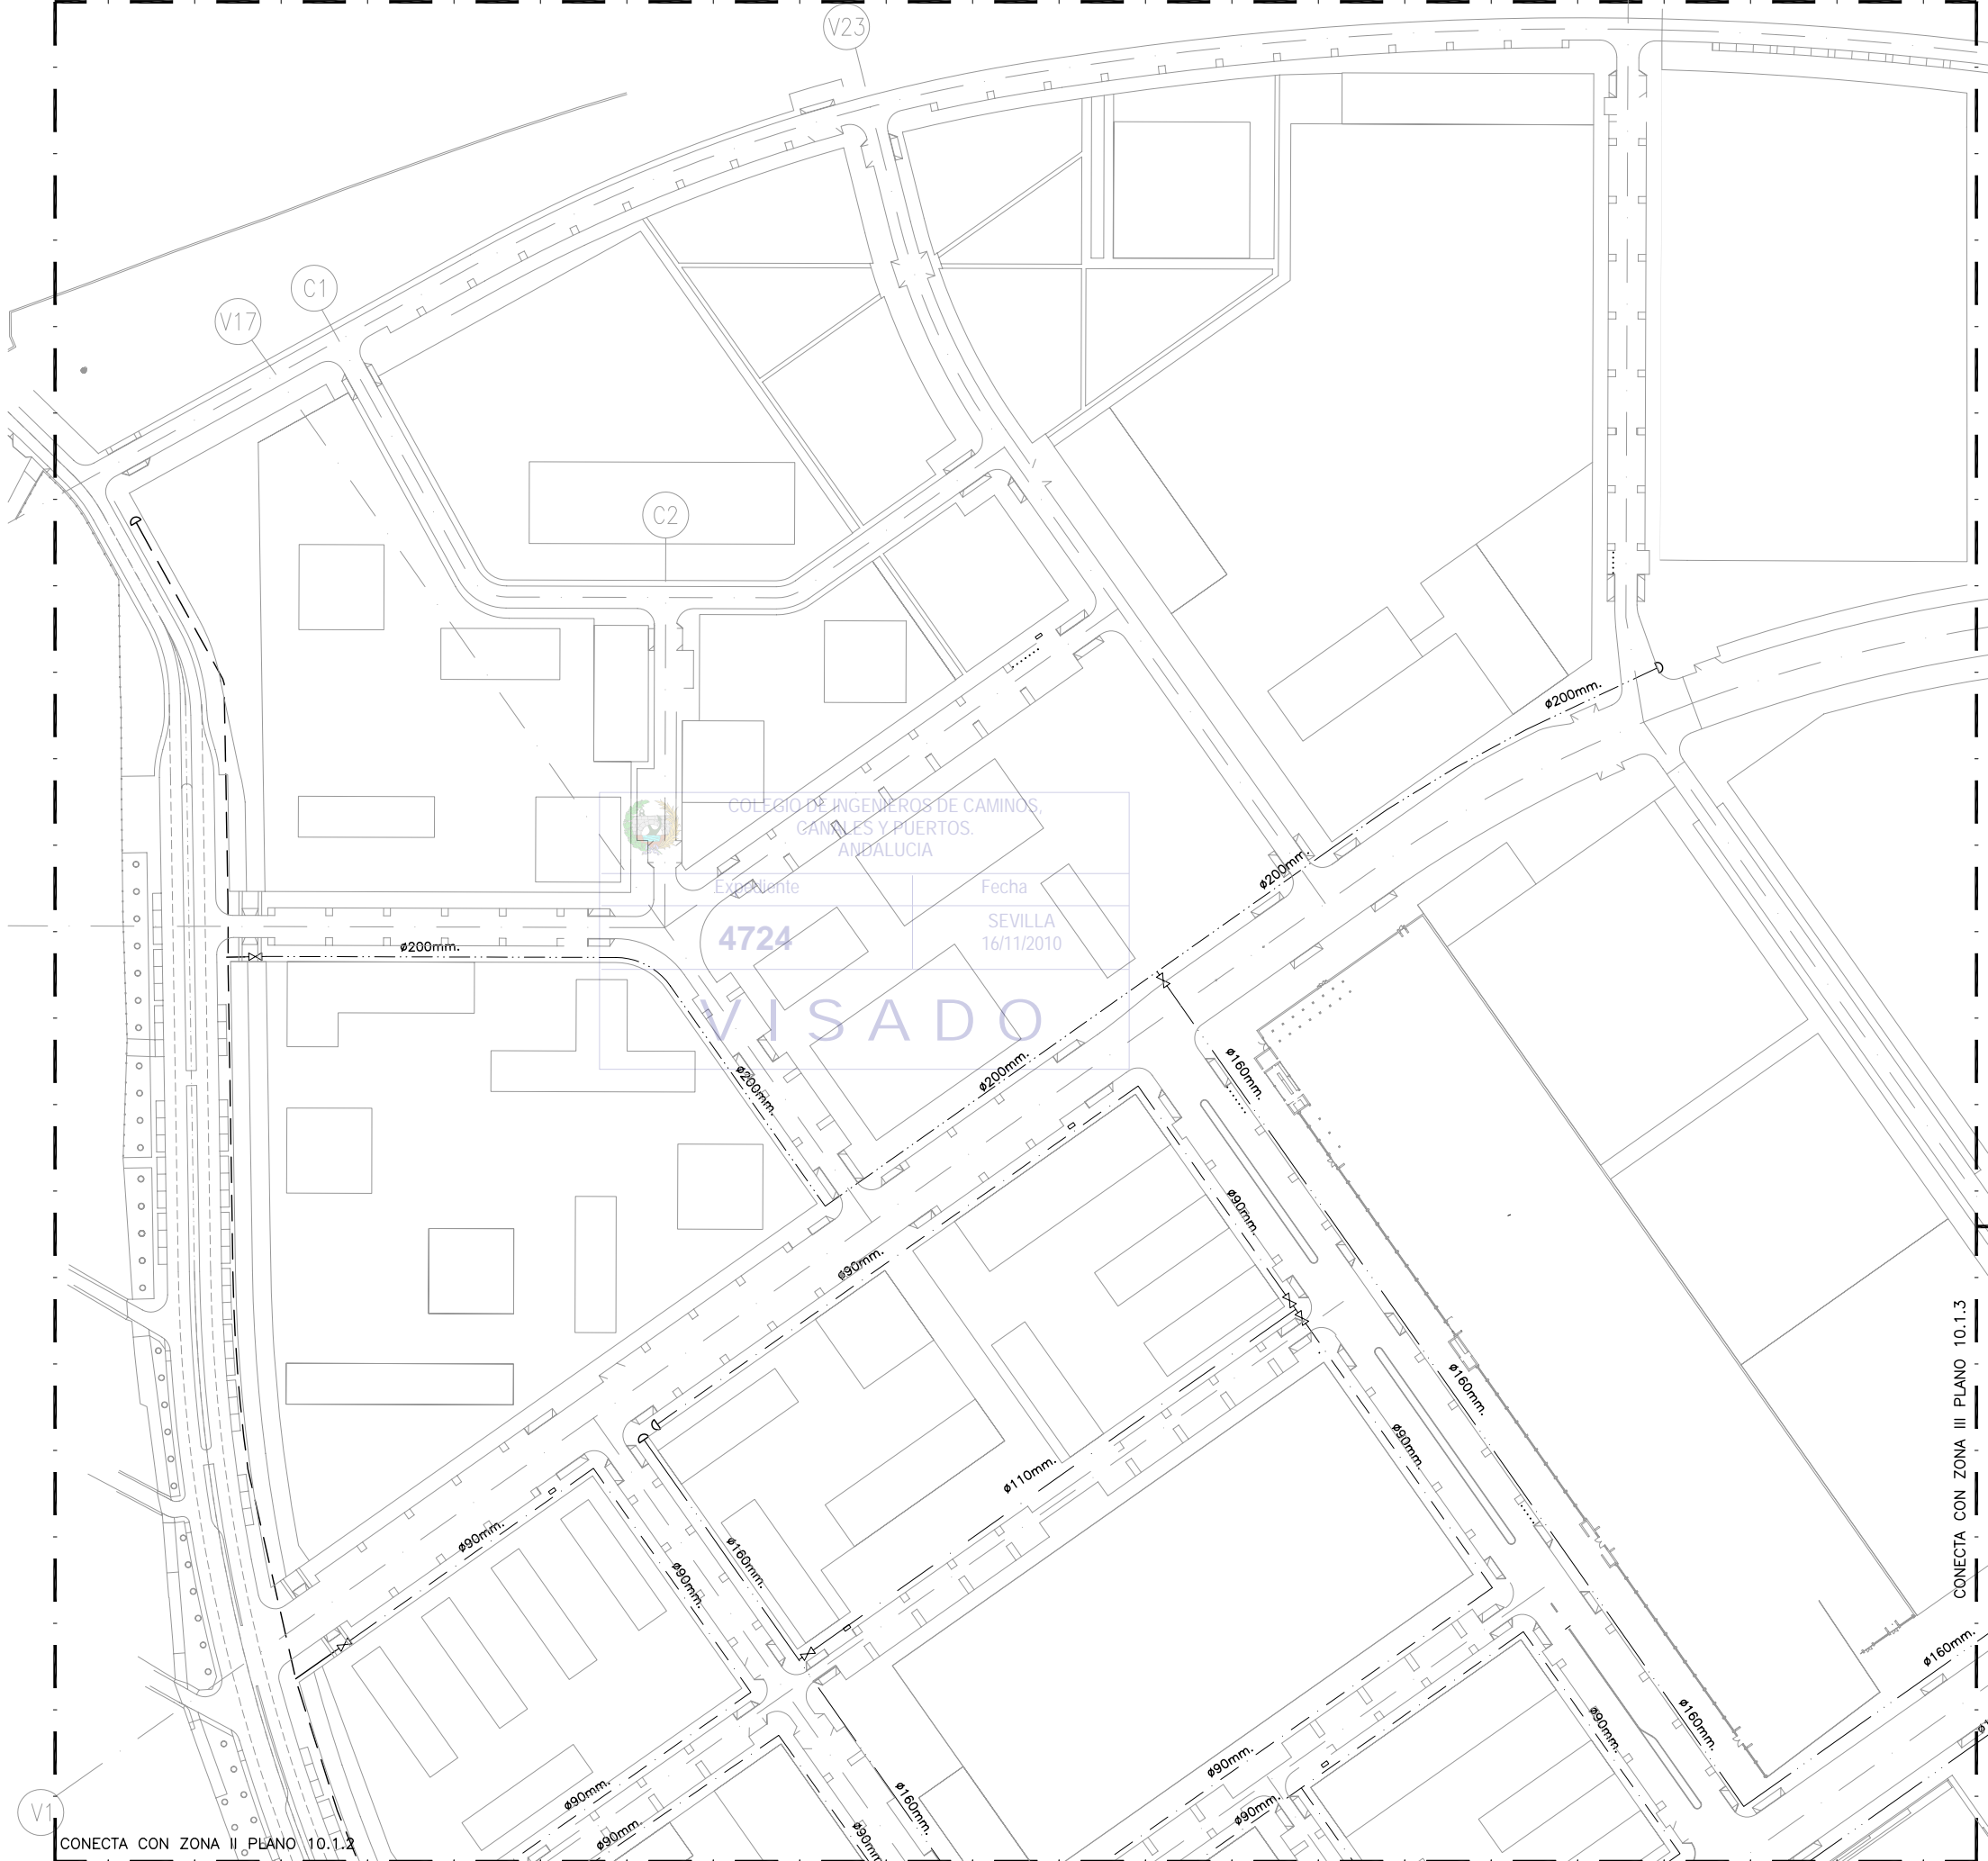 V23
C1
V17
C2
ø200mm.
COLEGIO DE INGENIEROS DE CAMINOS,
CANALES Y PUERTOS.
ANDALUCIA
Expediente
Fecha
4724
SEVILLA
16/11/2010
VISADO
ø200mm.
ø200mm.
ø200mm.
ø200mm.
ø160mm.
ø90mm.
ø90mm.
ø160mm.
ø90mm.
ø110mm.
ø90mm.
ø160mm.
ø90mm.
ø160mm.
ø160mm.
ø90mm.
ø90mm.
ø90mm.
ø90mm.
ø160mm.
ø90mm.
ø90mm
CONECTA CON ZONA III PLANO 10.1.3
V1
CONECTA CON ZONA II PLANO 10.1.2